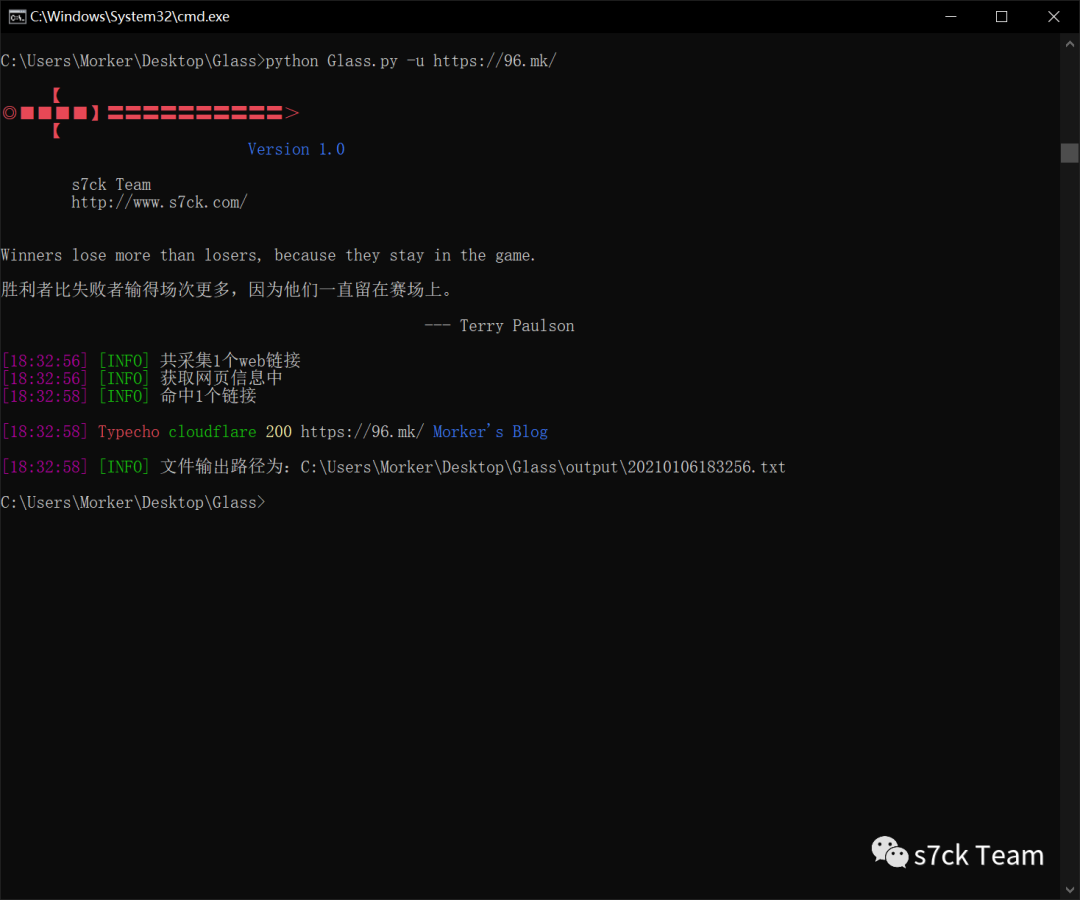 C:\Windows\System32\cmd.exe
C:\Users\Morker\Desktop\Glass>python Glass.py -u https://96.mk/
【
◎■■■■】〓〓〓〓〓〓〓〓〓〓>
【
Version 1.0
s7ck Team
http://www.s7ck.com/
Winners lose more than losers, because they stay in the game.
胜利者比失败者输得场次更多，因为他们一直留在赛场上。
--- Terry Paulson
[18:32:56] [INFO] 共采集1个web链接
[18:32:56] [INFO] 获取网页信息中
[18:32:58] [INFO] 命中1个链接
[18:32:58] Typecho cloudflare 200 https://96.mk/ Morker's Blog
[18:32:58] [INFO] 文件输出路径为：C:\Users\Morker\Desktop\Glass\output\20210106183256.txt
C:\Users\Morker\Desktop\Glass>
s7ck Team